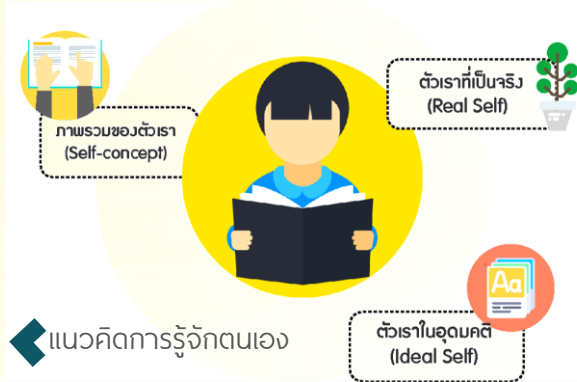 ภาพรวมของตัวเรา
(Self-concept)
ตัวเราที่เป็นจริง
(Real Self)
Aa
แนวคิดการรู้จักตนเอง
ตัวเราในอุดมคติ
(Ideal Self)